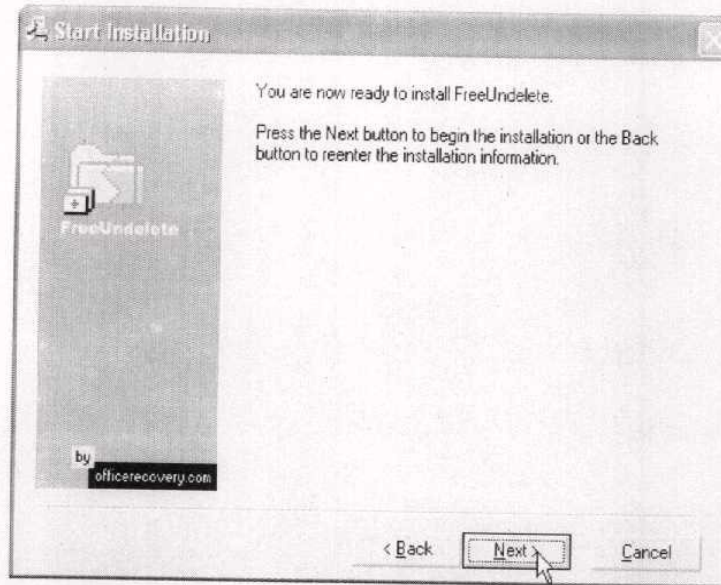 Start Installation
You are now ready to install FreeUndelete.
Press the Next button to begin the installation or the Back
button to reenter the installation information.
FreeUndelete
by
officerecovery.com
< Back
Next >
Cancel